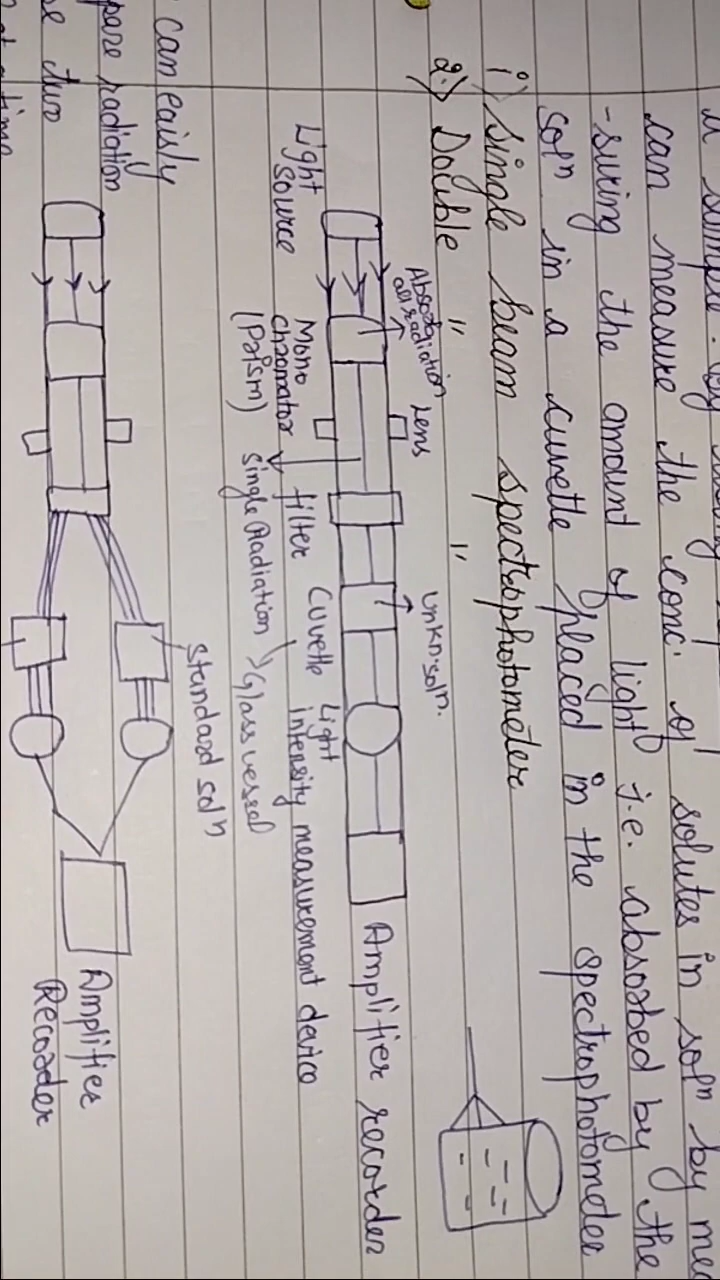 can measure the conc. of solutes in solⁿ by mea
-suring the amount of light i.e. absorbed by the
solⁿ in a cuvette placed in the spectrophotometer
i) Single beam spectrophotometer
2.) Double " "
Absorb all radiation
Lens
Unkn. solⁿ.
Amplifier recorder
Light source
Mono chromator (Prism)
filter
Cuvette
Light intensity measurement device
Single Radiation
Glass vessel
can eaisly
pare radiation
two
Standard solⁿ
Amplifier
Recorder